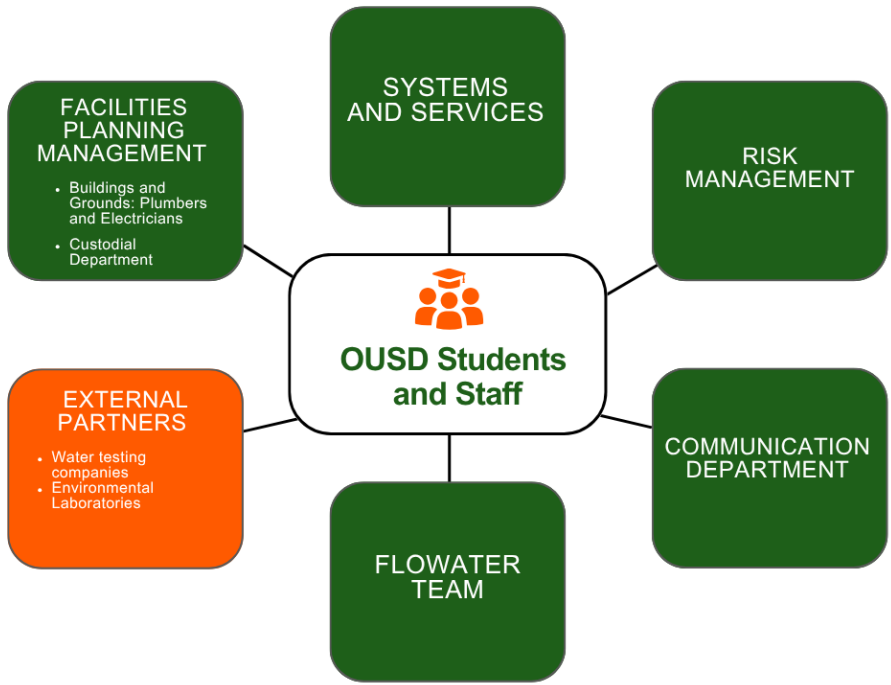 SYSTEMS
AND SERVICES
FACILITIES
PLANNING
MANAGEMENT
• Buildings and
Grounds: Plumbers
and Electricians
• Custodial
Department
RISK
MANAGEMENT
OUSD Students
and Staff
EXTERNAL
PARTNERS
• Water testing
companies
• Environmental
Laboratories
COMMUNICATION
DEPARTMENT
FLOWATER
TEAM